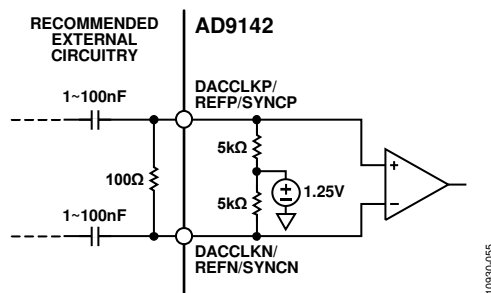 RECOMMENDED
EXTERNAL
CIRCUITRY
AD9142
1~100nF
DACCLKP/
REFP/SYNCP
5kΩ
100Ω
1.25V
5kΩ
1~100nF
DACCLKN/
REFN/SYNCN
10930-055